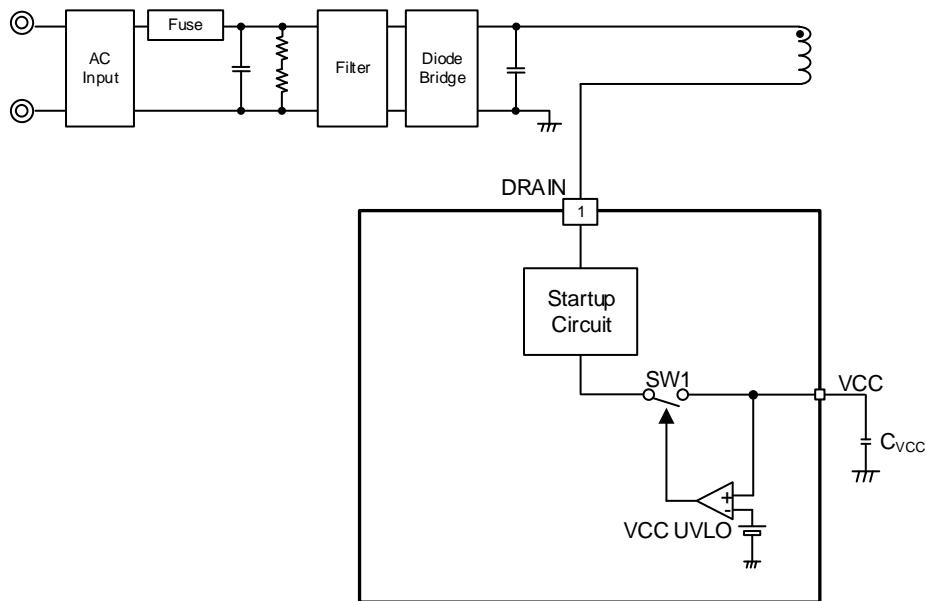 Fuse
AC
Input
Filter
Diode
Bridge
DRAIN
1
Startup
Circuit
SW1
VCC
CVCC
+
-
VCC UVLO